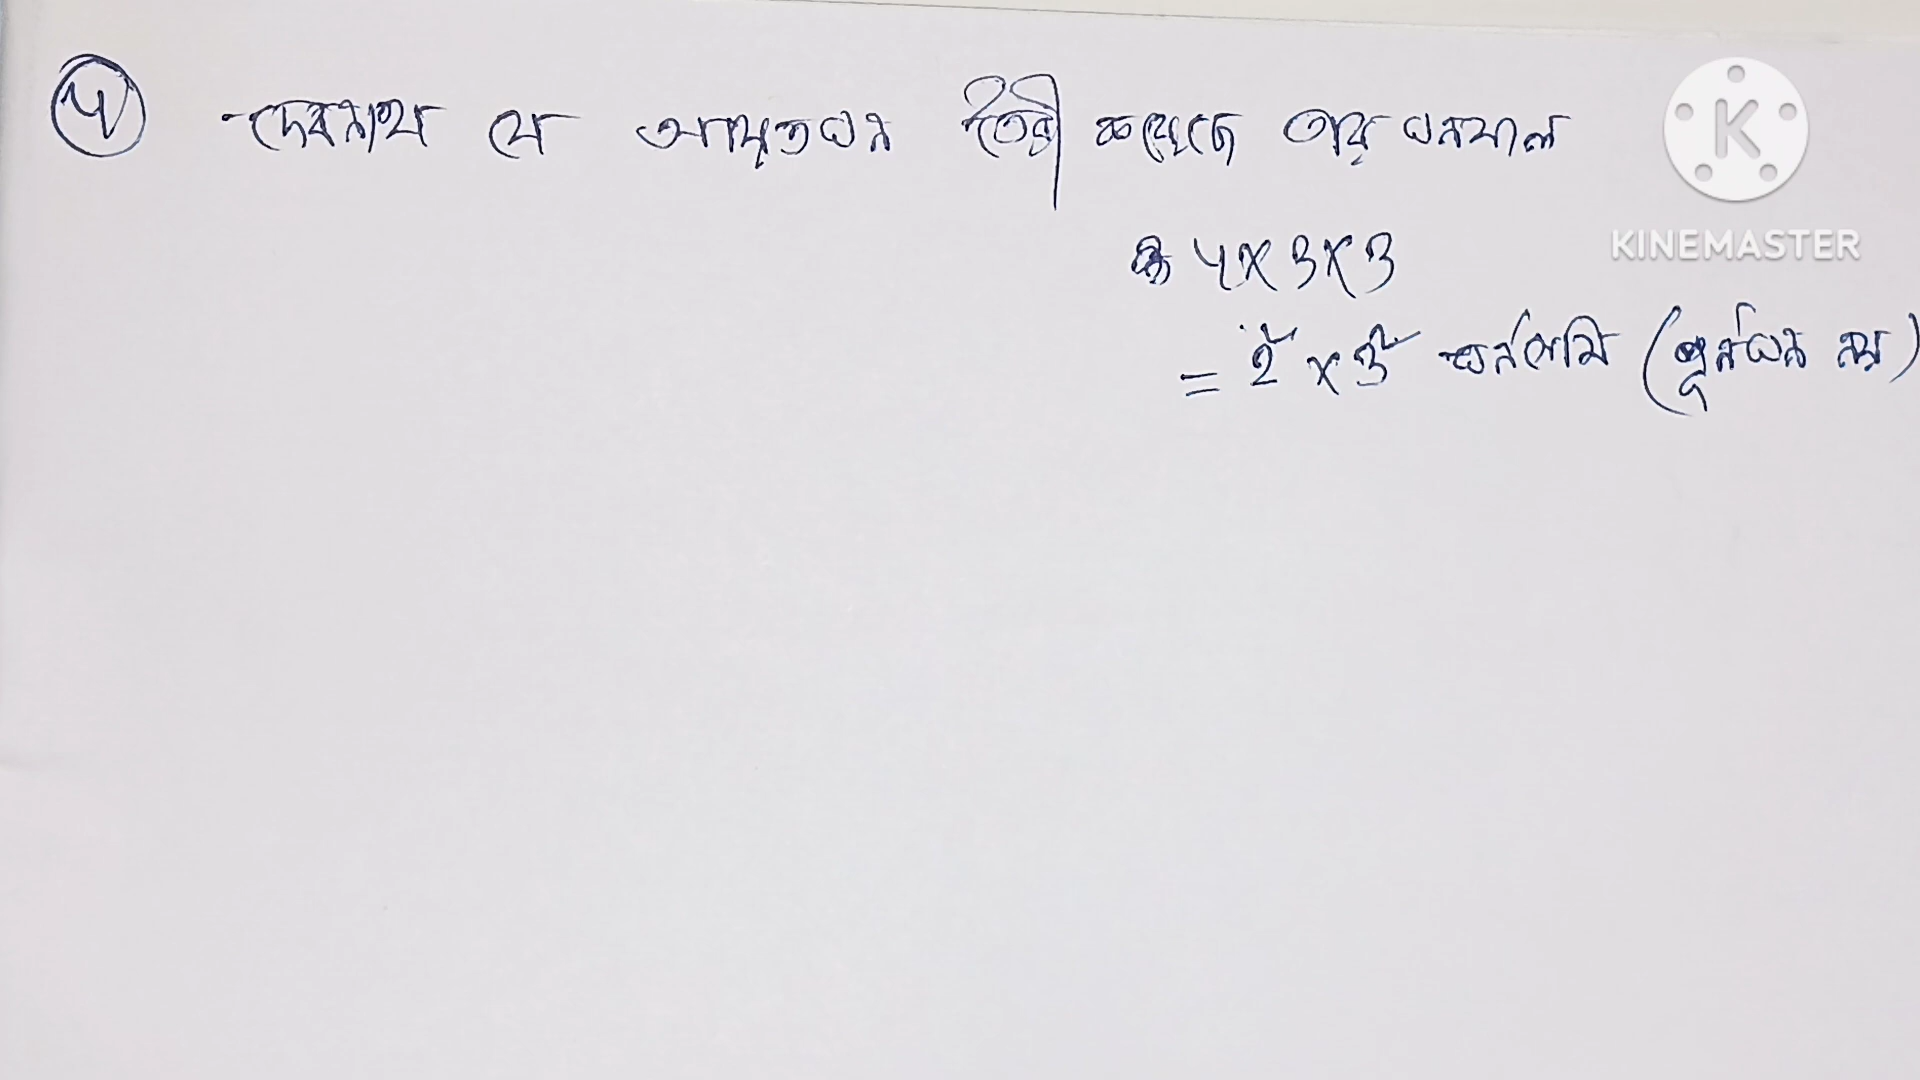 ৭ দেবনাথ যে আয়তঘন তৈরী করেছে তার ঘনফল
KINEMASTER
4 x 3 x 3
= 2² x 3² ঘনসেমি (পূর্ণঘন নয়)